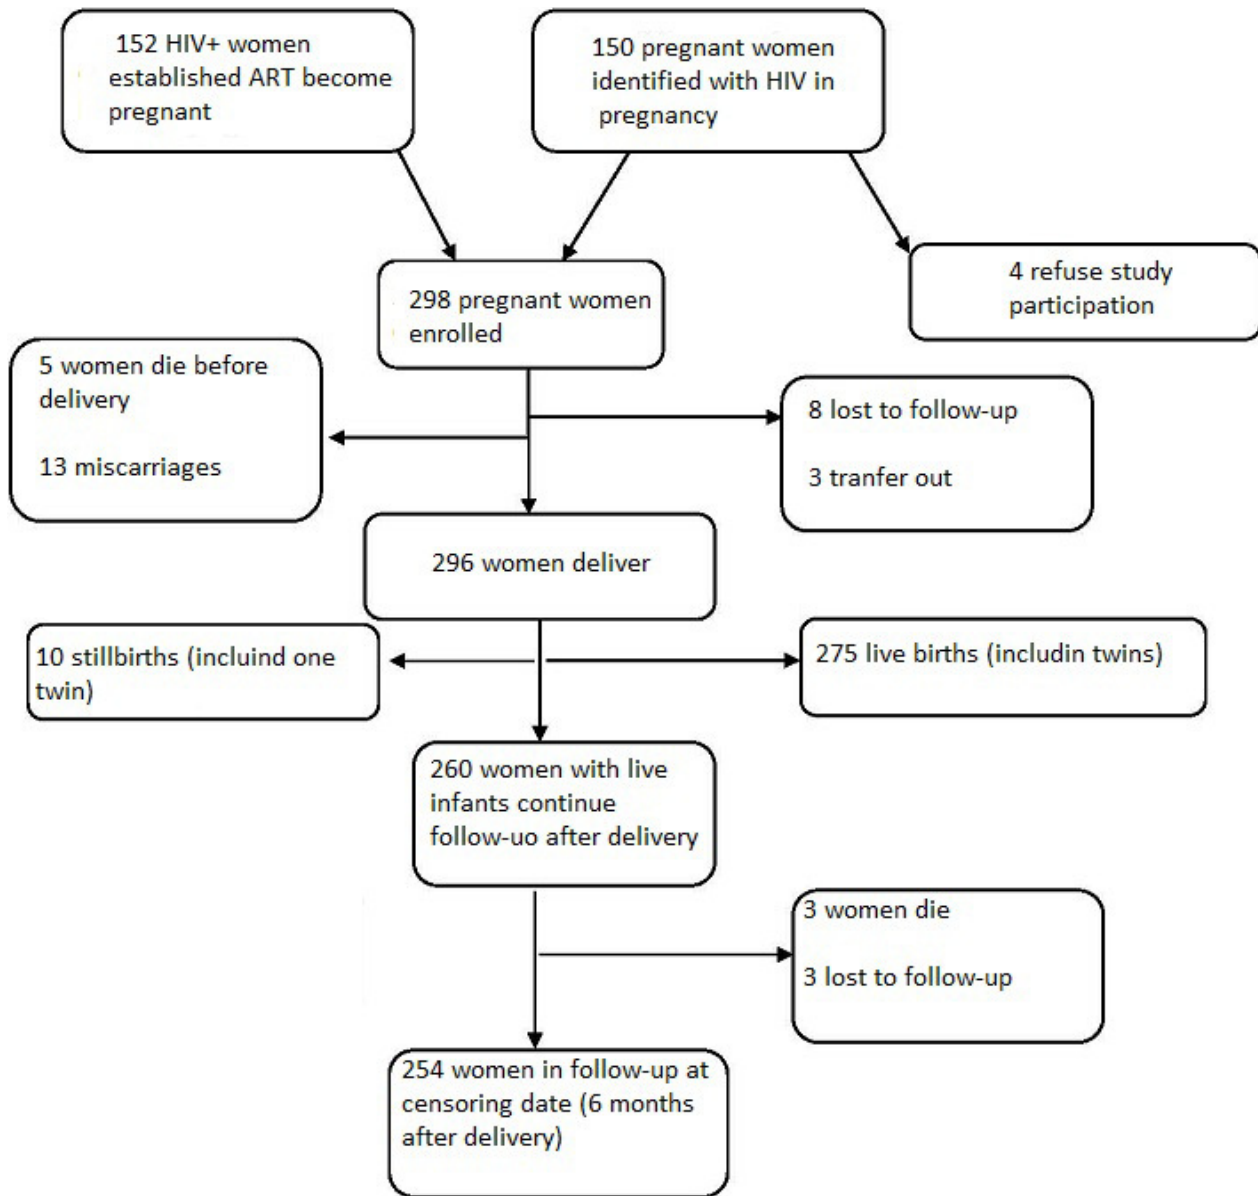 152 HIV+ women
established ART become
pregnant
150 pregnant women
identified with HIV in
pregnancy
4 refuse study
participation
298 pregnant women
enrolled
5 women die before
delivery
13 miscarriages
8 lost to follow-up
3 tranfer out
296 women deliver
10 stillbirths (incluind one
twin)
275 live births (includin twins)
260 women with live
infants continue
follow-uo after delivery
3 women die
3 lost to follow-up
254 women in follow-up at
censoring date (6 months
after delivery)